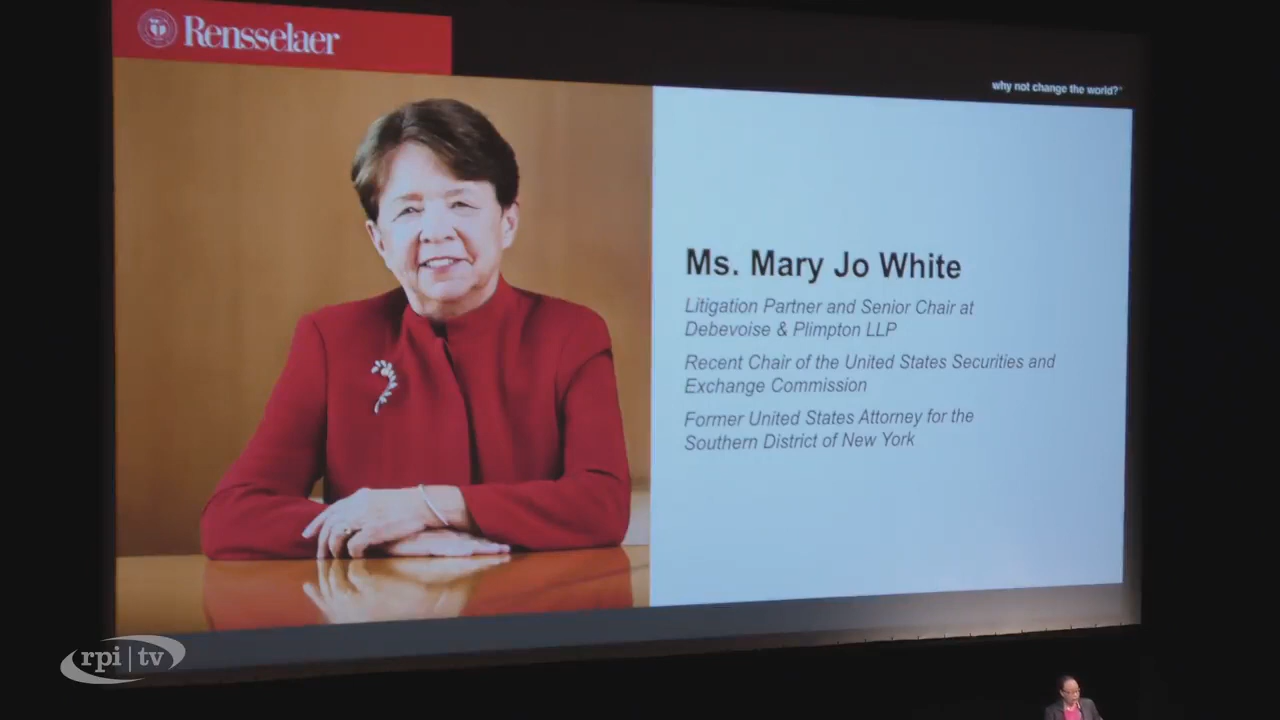 Rensselaer
why not change the world?®
Ms. Mary Jo White
Litigation Partner and Senior Chair at
Debevoise & Plimpton LLP
Recent Chair of the United States Securities and
Exchange Commission
Former United States Attorney for the
Southern District of New York
rpi|tv